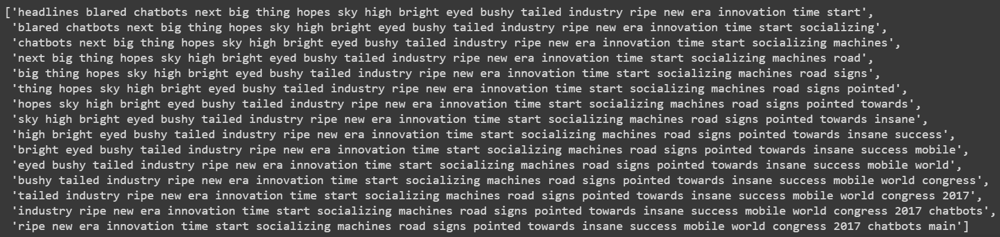 ['headlines blared chatbots next big thing hopes sky high bright eyed bushy tailed industry ripe new era innovation time start',
'blared chatbots next big thing hopes sky high bright eyed bushy tailed industry ripe new era innovation time start socializing',
'chatbots next big thing hopes sky high bright eyed bushy tailed industry ripe new era innovation time start socializing machines',
'next big thing hopes sky high bright eyed bushy tailed industry ripe new era innovation time start socializing machines road',
'big thing hopes sky high bright eyed bushy tailed industry ripe new era innovation time start socializing machines road signs',
'thing hopes sky high bright eyed bushy tailed industry ripe new era innovation time start socializing machines road signs pointed',
'hopes sky high bright eyed bushy tailed industry ripe new era innovation time start socializing machines road signs pointed towards',
'sky high bright eyed bushy tailed industry ripe new era innovation time start socializing machines road signs pointed towards insane',
'high bright eyed bushy tailed industry ripe new era innovation time start socializing machines road signs pointed towards insane success',
'bright eyed bushy tailed industry ripe new era innovation time start socializing machines road signs pointed towards insane success mobile',
'eyed bushy tailed industry ripe new era innovation time start socializing machines road signs pointed towards insane success mobile world',
'bushy tailed industry ripe new era innovation time start socializing machines road signs pointed towards insane success mobile world congress',
'tailed industry ripe new era innovation time start socializing machines road signs pointed towards insane success mobile world congress 2017',
'industry ripe new era innovation time start socializing machines road signs pointed towards insane success mobile world congress 2017 chatbots',
'ripe new era innovation time start socializing machines road signs pointed towards insane success mobile world congress 2017 chatbots main']